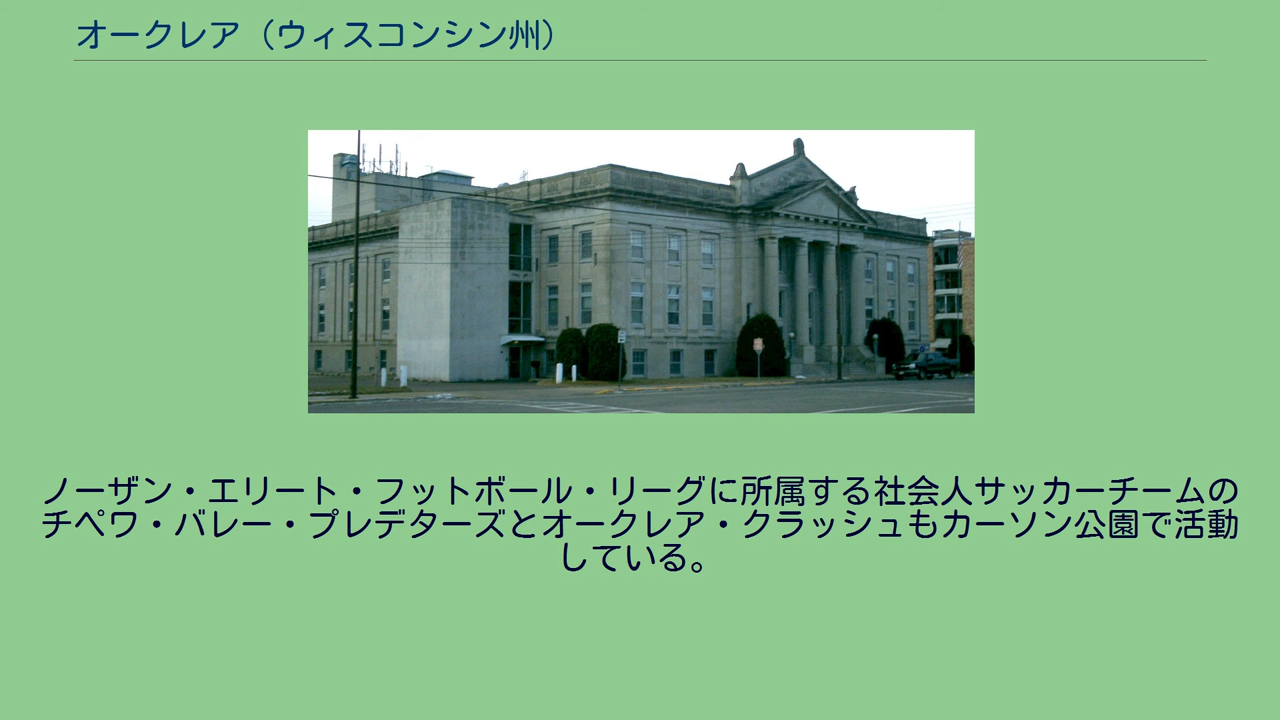 オークレア（ウィスコンシン州）
ノーザン・エリート・フットボール・リーグに所属する社会人サッカーチームの
チペワ・バレー・プレデターズとオークレア・クラッシュもカーソン公園で活動
している。